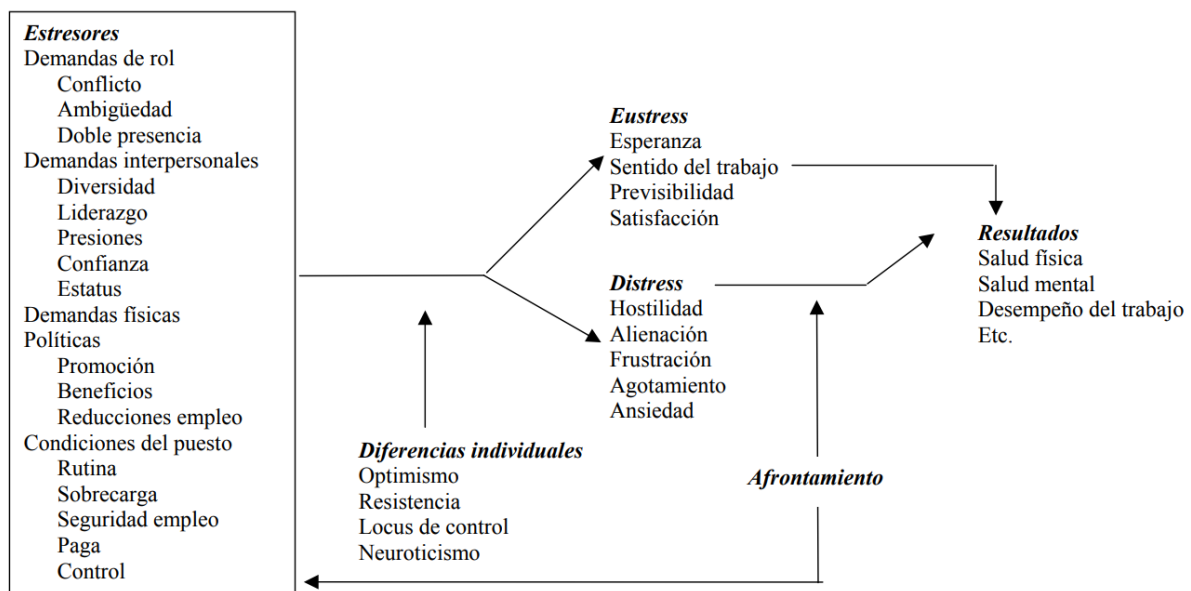 Estresores
Demandas de rol
Conflicto
Ambigüedad
Doble presencia
Demandas interpersonales
Diversidad
Liderazgo
Presiones
Confianza
Estatus
Demandas físicas
Políticas
Promoción
Beneficios
Reducciones empleo
Condiciones del puesto
Rutina
Sobrecarga
Seguridad empleo
Paga
Control
Eustress
Esperanza
Sentido del trabajo
Previsibilidad
Satisfacción
Distress
Hostilidad
Alienación
Frustración
Agotamiento
Ansiedad
Diferencias individuales
Optimismo
Resistencia
Locus de control
Neuroticismo
Afrontamiento
Resultados
Salud física
Salud mental
Desempeño del trabajo
Etc.